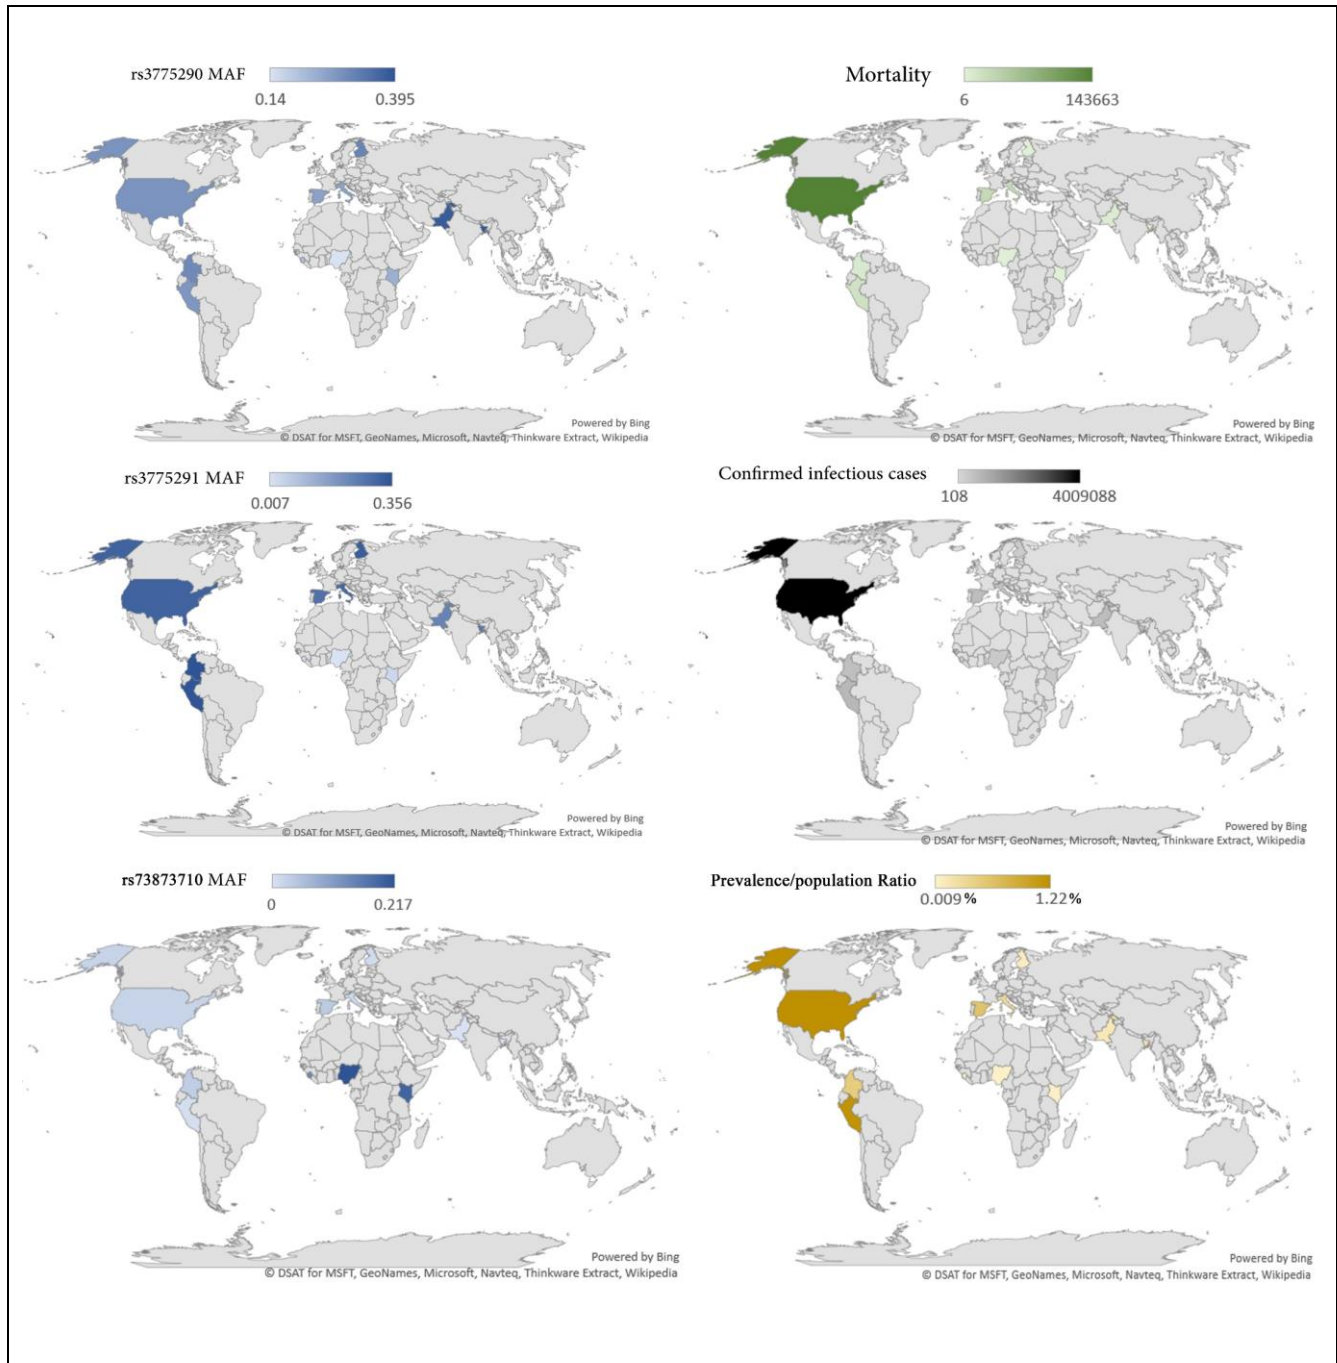 rs3775290 MAF
0.14 0.395
Mortality
6 143663
Powered by Bing
© DSAT for MSFT, GeoNames, Microsoft, Navteq, Thinkware Extract, Wikipedia
Powered by Bing
© DSAT for MSFT, GeoNames, Microsoft, Navteq, Thinkware Extract, Wikipedia
rs3775291 MAF
0.007 0.356
Confirmed infectious cases
108 4009088
Powered by Bing
© DSAT for MSFT, GeoNames, Microsoft, Navteq, Thinkware Extract, Wikipedia
Powered by Bing
© DSAT for MSFT, GeoNames, Microsoft, Navteq, Thinkware Extract, Wikipedia
rs73873710 MAF
0 0.217
Prevalence/population Ratio
0.009% 1.22%
Powered by Bing
© DSAT for MSFT, GeoNames, Microsoft, Navteq, Thinkware Extract, Wikipedia
Powered by Bing
© DSAT for MSFT, GeoNames, Microsoft, Navteq, Thinkware Extract, Wikipedia